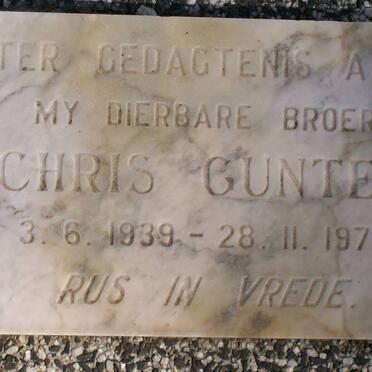 TER GEDAGTENIS A
MY DIERBARE BROER
CHRIS GUNTE
3. 6. 1939 - 28. 11. 197
RUS IN VREDE.